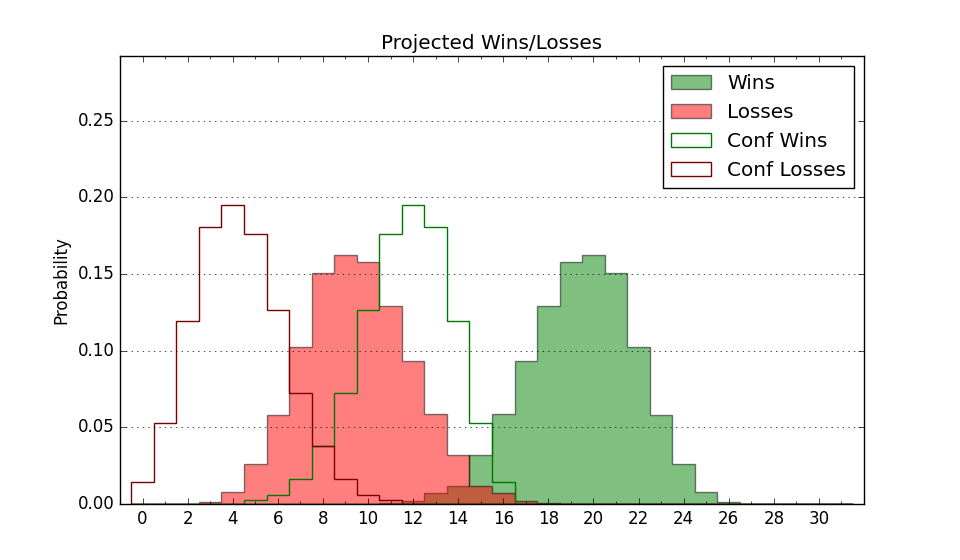 Projected Wins/Losses
Wins
Losses
Conf Wins
Conf Losses
Probability
0.25
0.20
0.15
0.10
0.05
0.00
0 2 4 6 8 10 12 14 16 18 20 22 24 26 28 30